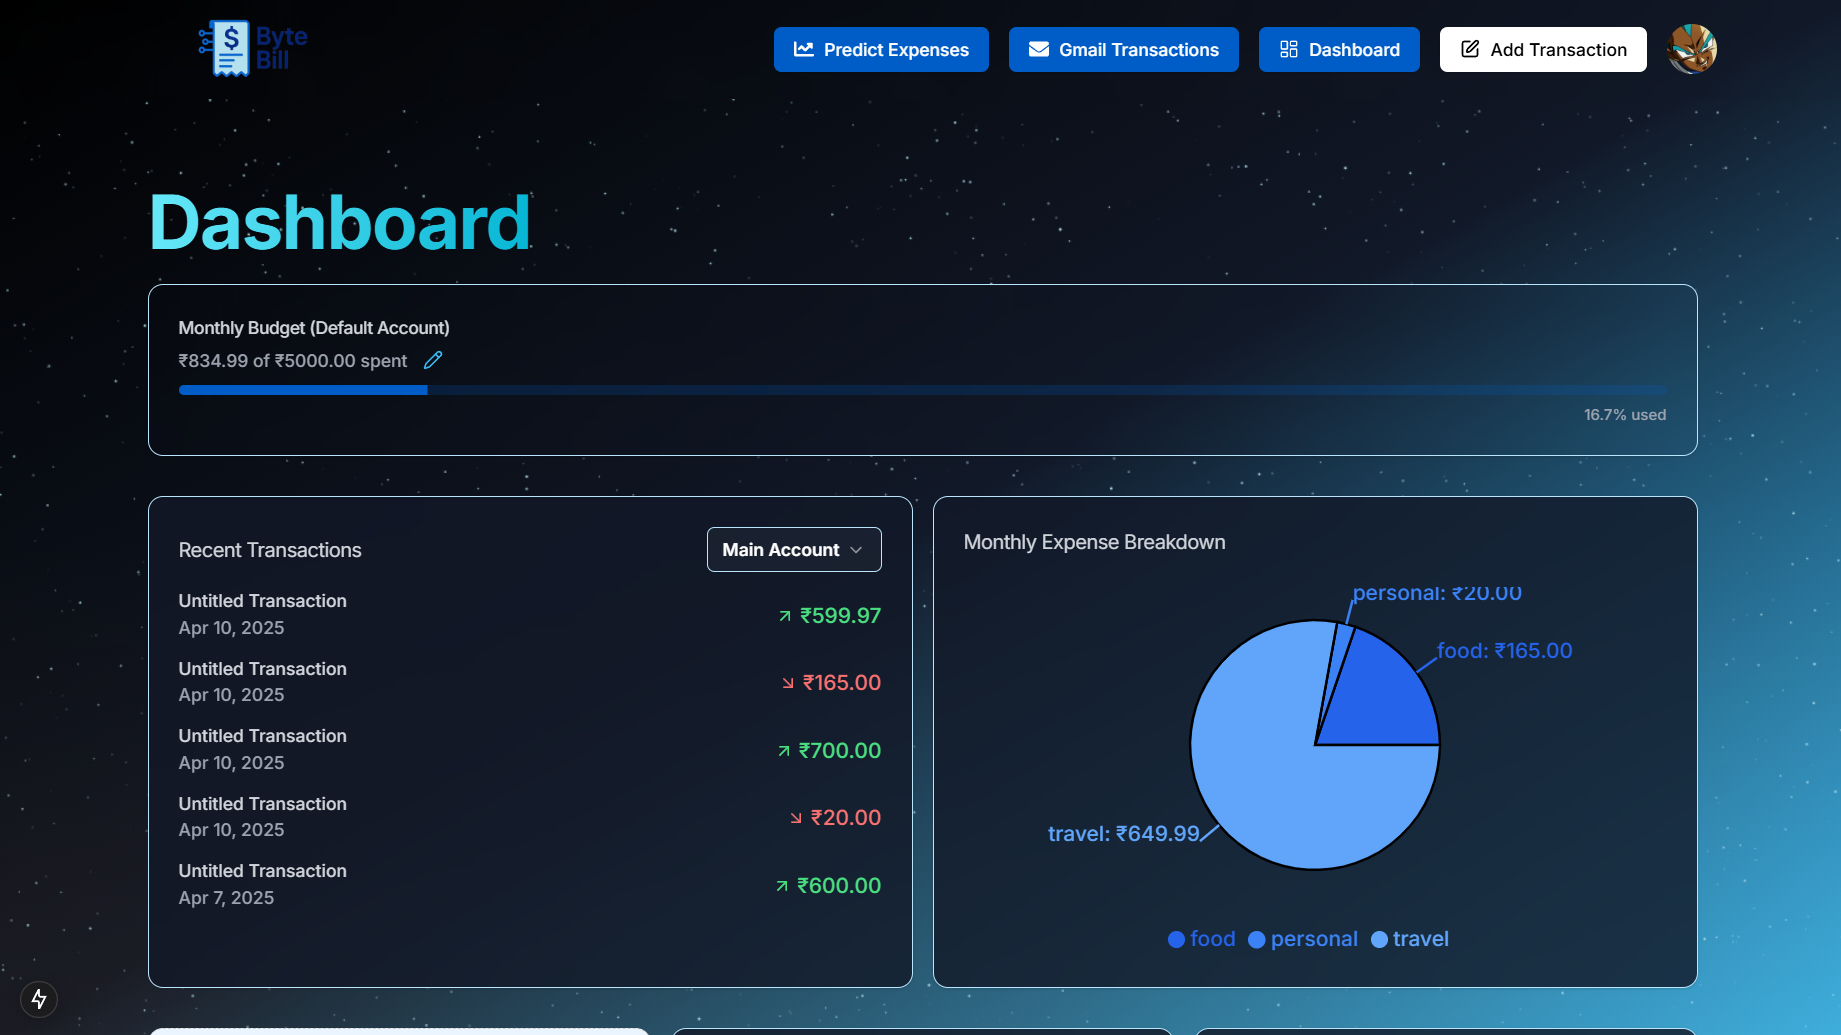 Byte
Bill
Predict Expenses
Gmail Transactions
Dashboard
Add Transaction
Dashboard
Monthly Budget (Default Account)
₹834.99 of ₹5000.00 spent
16.7% used
Recent Transactions
Main Account
Untitled Transaction
Apr 10, 2025
₹599.97
Untitled Transaction
Apr 10, 2025
₹165.00
Untitled Transaction
Apr 10, 2025
₹700.00
Untitled Transaction
Apr 10, 2025
₹20.00
Untitled Transaction
Apr 7, 2025
₹600.00
Monthly Expense Breakdown
personal: ₹20.00
food: ₹165.00
travel: ₹649.99
food
personal
travel